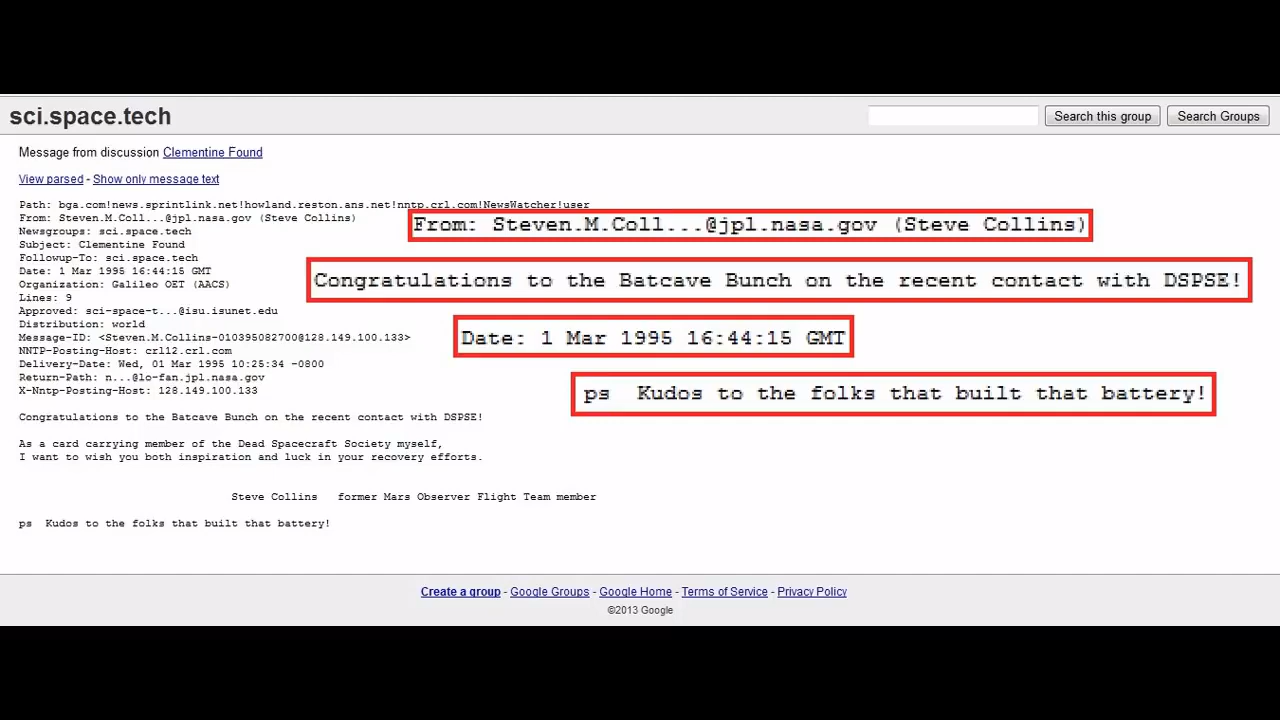 sci.space.tech
Search this group
Search Groups
Message from discussion Clementine Found
View parsed - Show only message text
Path: bga.com!news.sprintlink.net!howland.reston.ans.net!nntp.crl.com!NewsWatcher!user
From: Steven.M.Coll...@jpl.nasa.gov (Steve Collins)
Newsgroups: sci.space.tech
Subject: Clementine Found
Followup-To: sci.space.tech
Date: 1 Mar 1995 16:44:15 GMT
Organization: Galileo OET (AACS)
Lines: 9
Approved: sci-space-t...@isu.isunet.edu
Distribution: world
Message-ID: <Steven.M.Collins-010395082700@128.149.100.133>
NNTP-Posting-Host: crl12.crl.com
Delivery-Date: Wed, 01 Mar 1995 10:25:34 -0800
Return-Path: n...@lo-fan.jpl.nasa.gov
X-Nntp-Posting-Host: 128.149.100.133
Congratulations to the Batcave Bunch on the recent contact with DSPSE!
As a card carrying member of the Dead Spacecraft Society myself,
I want to wish you both inspiration and luck in your recovery efforts.
Steve Collins former Mars Observer Flight Team member
ps Kudos to the folks that built that battery!
From: Steven.M.Coll...@jpl.nasa.gov (Steve Collins)
Congratulations to the Batcave Bunch on the recent contact with DSPSE!
Date: 1 Mar 1995 16:44:15 GMT
ps Kudos to the folks that built that battery!
Create a group - Google Groups - Google Home - Terms of Service - Privacy Policy
©2013 Google